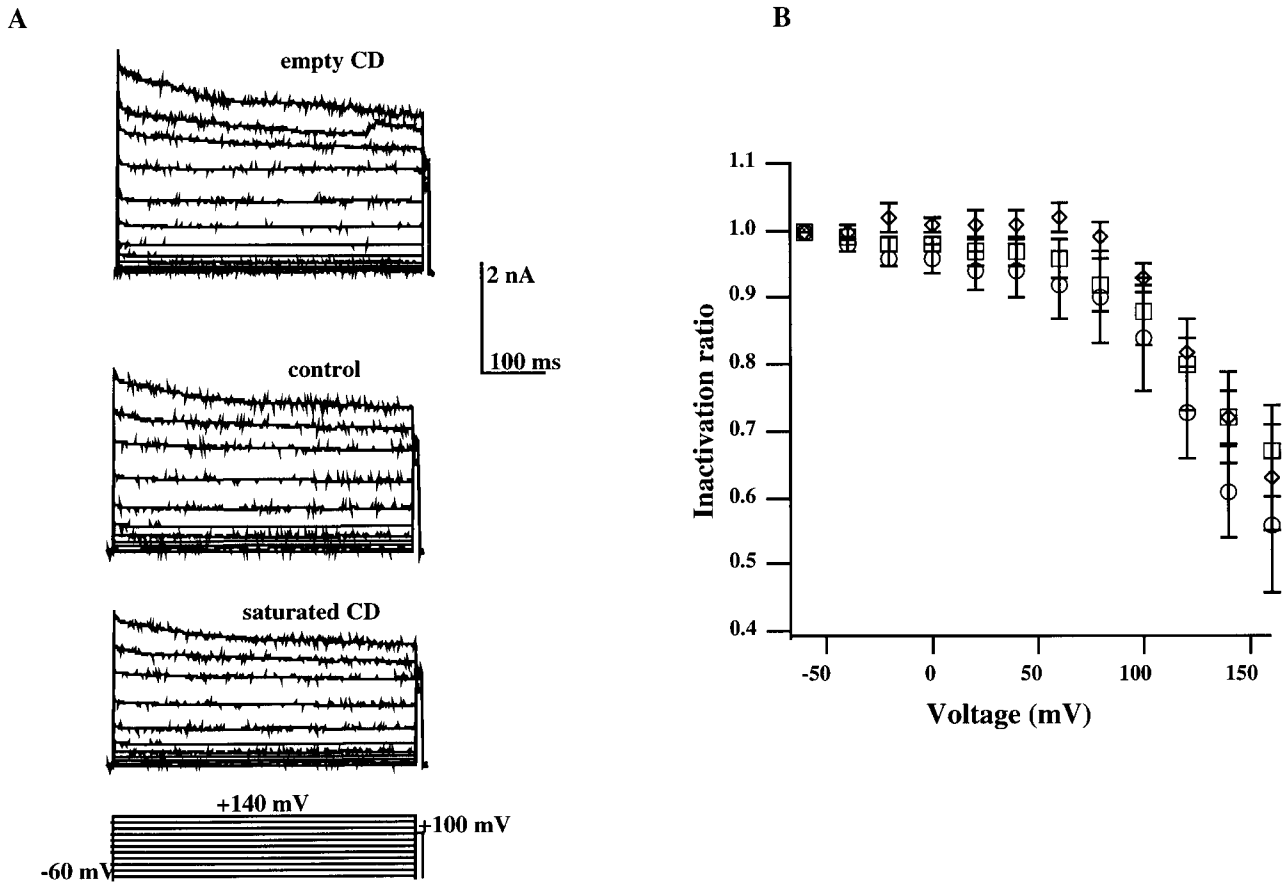 A
empty CD
2 nA
100 ms
control
saturated CD
+140 mV
+100 mV
-60 mV
B
1.1
1.0
0.9
0.8
0.7
0.6
0.5
0.4
Inactivation ratio
-50
0
50
100
150
Voltage (mV)